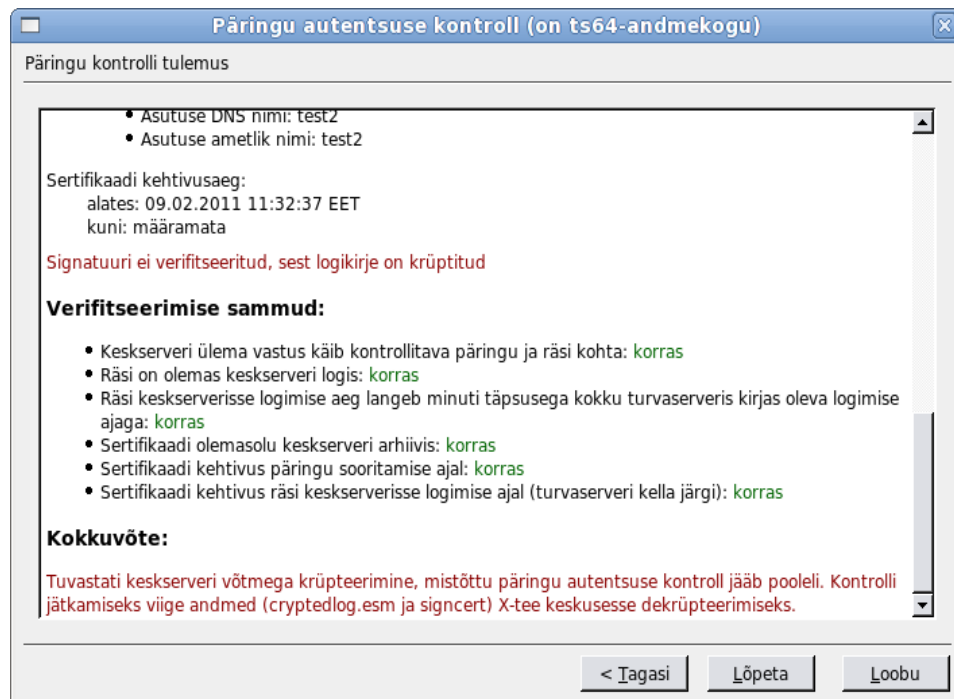 Päringu autentsuse kontroll (on ts64-andmekogu)
Päringu kontrolli tulemus
• Asutuse DNS nimi: test2
• Asutuse ametlik nimi: test2
Sertifikaadi kehtivusaeg:
alates: 09.02.2011 11:32:37 EET
kuni: määramata
Signatuuri ei verifitseeritud, sest logikirje on krüptitud
Verifitseerimise sammud:
• Keskserveri ülema vastus käib kontrollitava päringu ja räsi kohta: korras
• Räsi on olemas keskserveri logis: korras
• Räsi keskserverisse logimise aeg langeb minuti täpsusega kokku turvaserveris kirjas oleva logimise
ajaga: korras
• Sertifikaadi olemasolu keskserveri arhiivis: korras
• Sertifikaadi kehtivus päringu sooritamise ajal: korras
• Sertifikaadi kehtivus räsi keskserverisse logimise ajal (turvaserveri kella järgi): korras
Kokkuvõte:
Tuvastati keskserveri võtmega krüpteerimine, mistõttu päringu autentsuse kontroll jääb pooleli. Kontrolli
jätkamiseks viige andmed (cryptedlog.esm ja signcert) X-tee keskusesse dekrüpteerimiseks.
< Tagasi Lõpeta Loobu